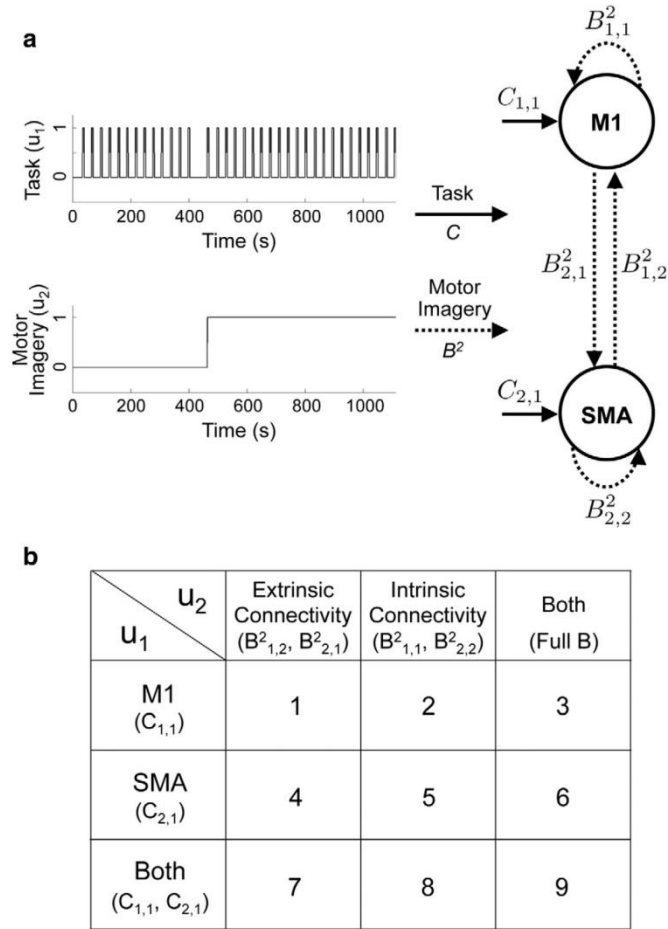 a
Task (u₁)
1
0
0 200 400 600 800 1000
Time (s)
Motor
Imagery (u₂)
1
0
0 200 400 600 800 1000
Time (s)
Task
C
Motor
Imagery
B²
B²₁,₁
C₁,₁
M1
B²₂,₁ B²₁,₂
C₂,₁
SMA
B²₂,₂
b
u₂
u₁
Extrinsic
Connectivity
(B²₁,₂, B²₂,₁)
Intrinsic
Connectivity
(B²₁,₁, B²₂,₂)
Both
(Full B)
M1
(C₁,₁)
1 2 3
SMA
(C₂,₁)
4 5 6
Both
(C₁,₁, C₂,₁)
7 8 9